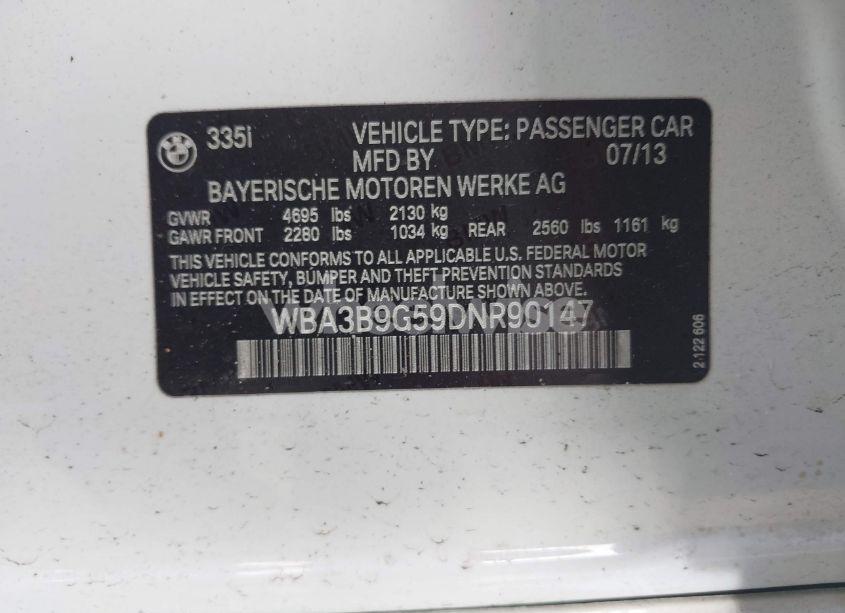 335i VEHICLE TYPE: PASSENGER CAR
MFD BY 07/13
BAYERISCHE MOTOREN WERKE AG
GVWR 4695 lbs 2130 kg
GAWR FRONT 2280 lbs 1034 kg REAR 2560 lbs 1161 kg
THIS VEHICLE CONFORMS TO ALL APPLICABLE U.S. FEDERAL MOTOR
VEHICLE SAFETY, BUMPER AND THEFT PREVENTION STANDARDS
IN EFFECT ON THE DATE OF MANUFACTURE SHOWN ABOVE.
WBA3B9G59DNR90147
2 122 606